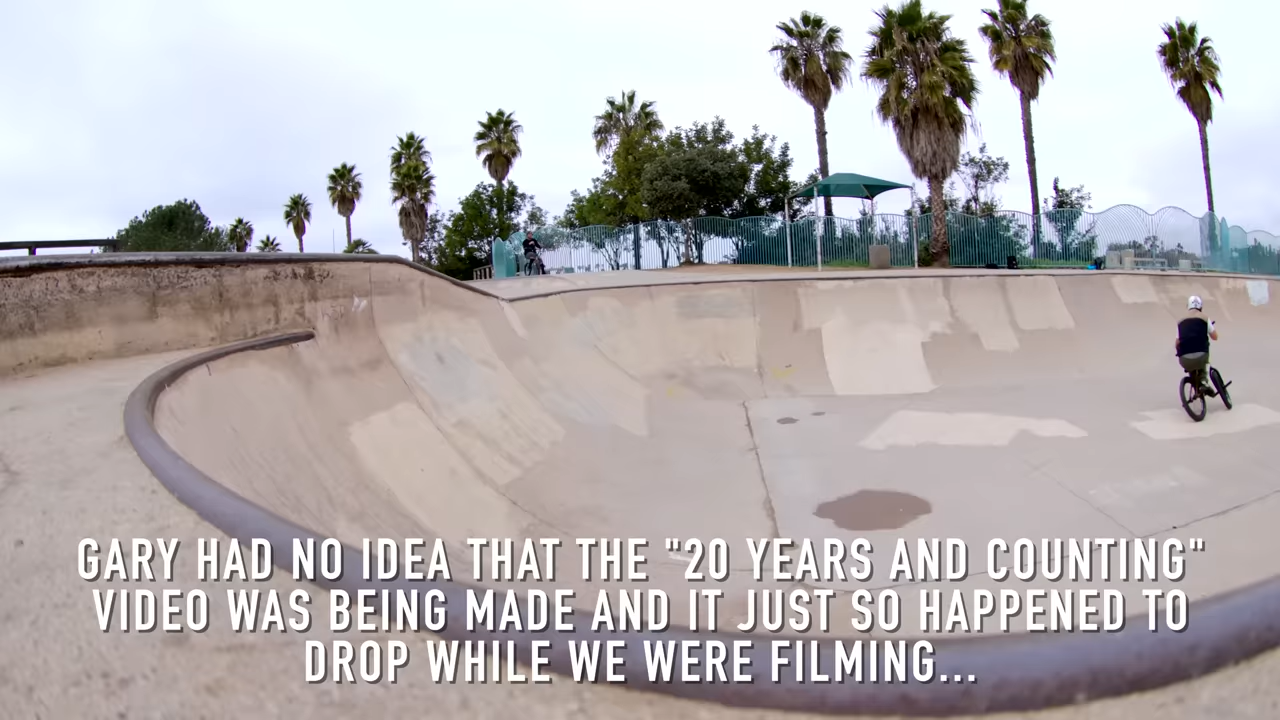 GARY HAD NO IDEA THAT THE "20 YEARS AND COUNTING"
VIDEO WAS BEING MADE AND IT JUST SO HAPPENED TO
DROP WHILE WE WERE FILMING...